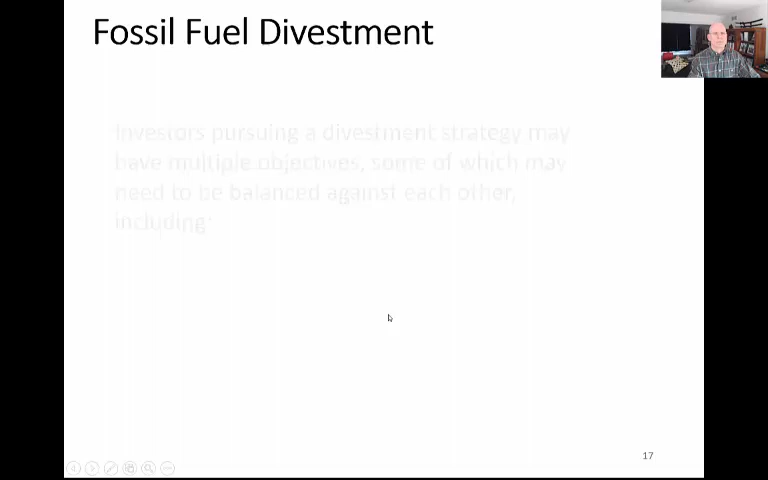 Fossil Fuel Divestment
Investors pursuing a divestment strategy may
have multiple objectives, some of which may
need to be balanced against each other,
including:
17